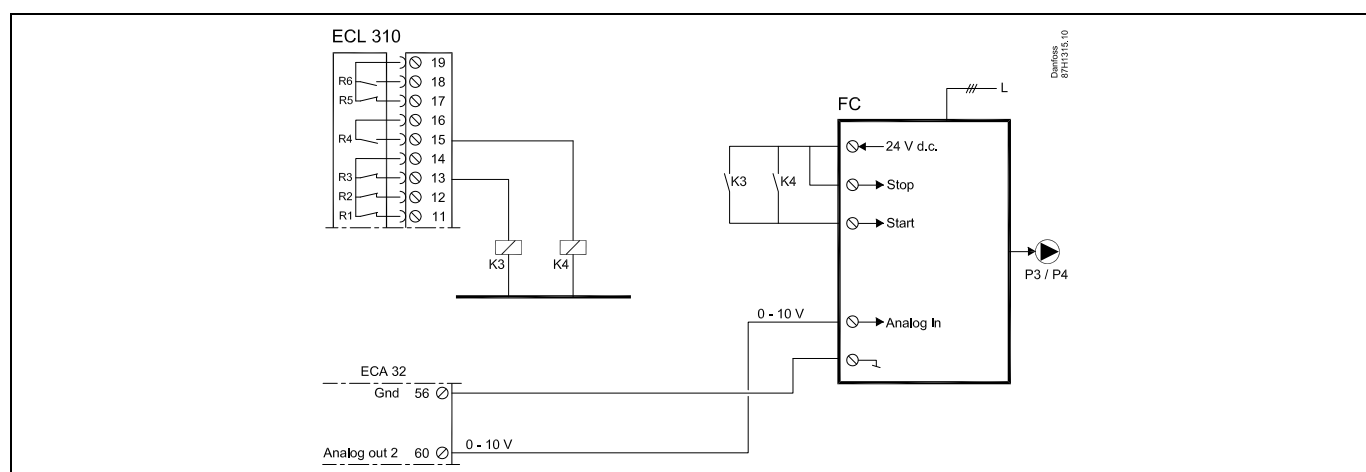 ECL 310
19
R6 18
R5 17
16
R4 15
14
R3 13
R2 12
R1 11
K3 K4
Danfoss
87H1315.10
L
FC
24 V d.c.
K3 K4
Stop
Start
P3 / P4
0 - 10 V
Analog In
ECA 32
Gnd 56
Analog out 2 60 0 - 10 V